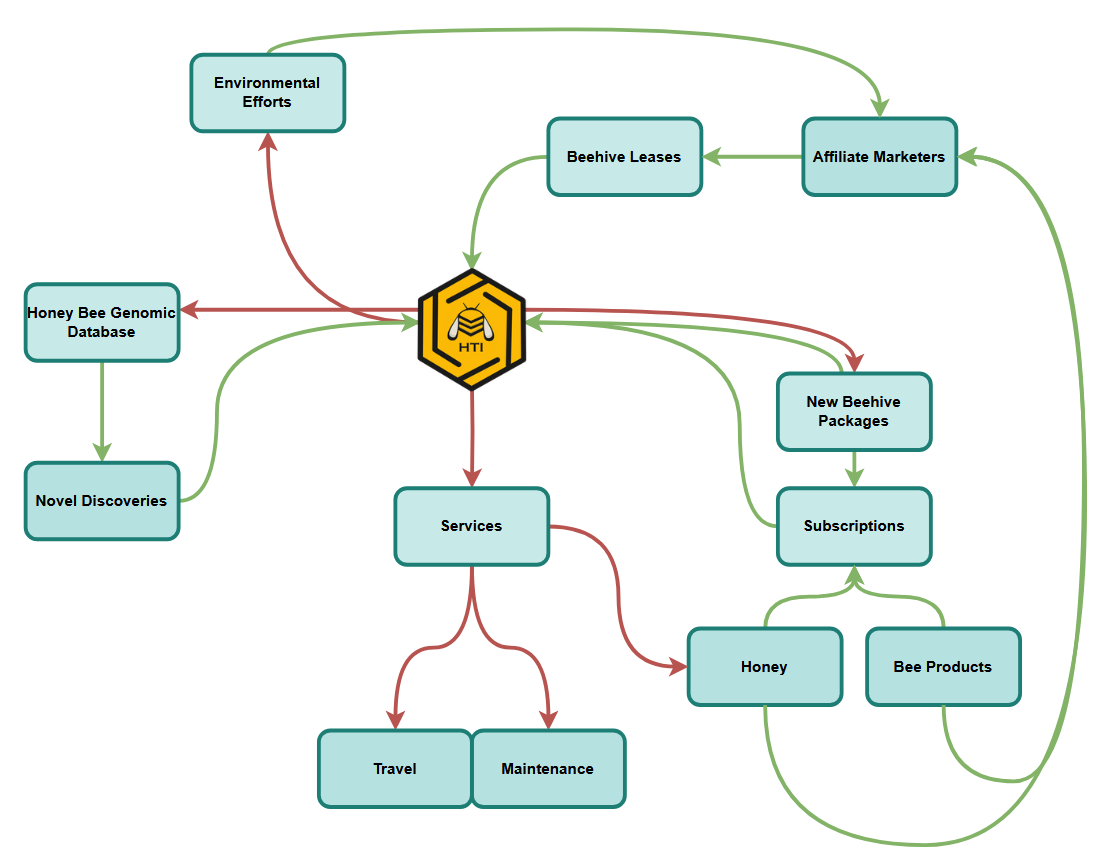 Environmental
Efforts
Beehive Leases
Affiliate Marketers
Honey Bee Genomic
Database
HTI
New Beehive
Packages
Novel Discoveries
Services
Subscriptions
Honey
Bee Products
Travel
Maintenance